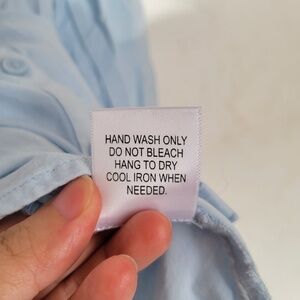 HAND WASH ONLY
DO NOT BLEACH
HANG TO DRY
COOL IRON WHEN
NEEDED.